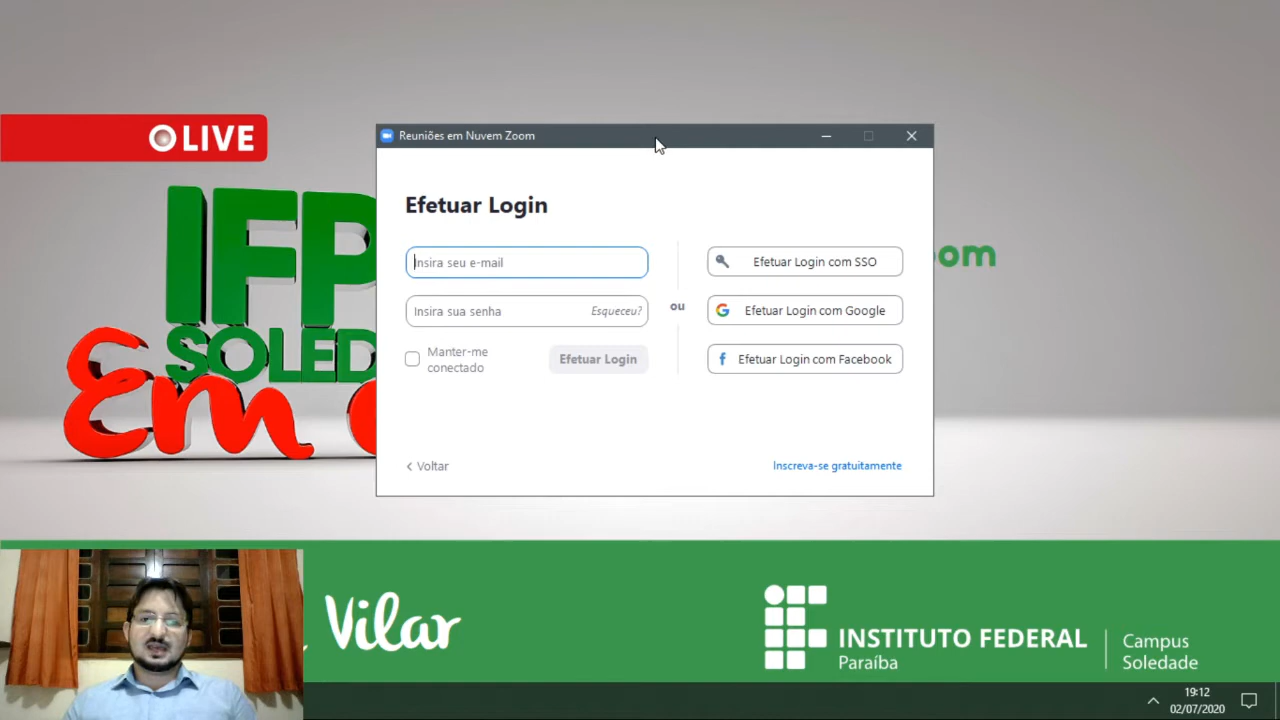 Reuniões em Nuvem Zoom
LIVE
Efetuar Login
IFP
SOLED
Em
oom
Insira seu e-mail
Insira sua senha
Esqueceu?
Manter-me
conectado
Efetuar Login
ou
Efetuar Login com SSO
Efetuar Login com Google
Efetuar Login com Facebook
Voltar
Inscreva-se gratuitamente
Vilar
INSTITUTO FEDERAL
Paraíba
Campus
Soledade
19:12
02/07/2020